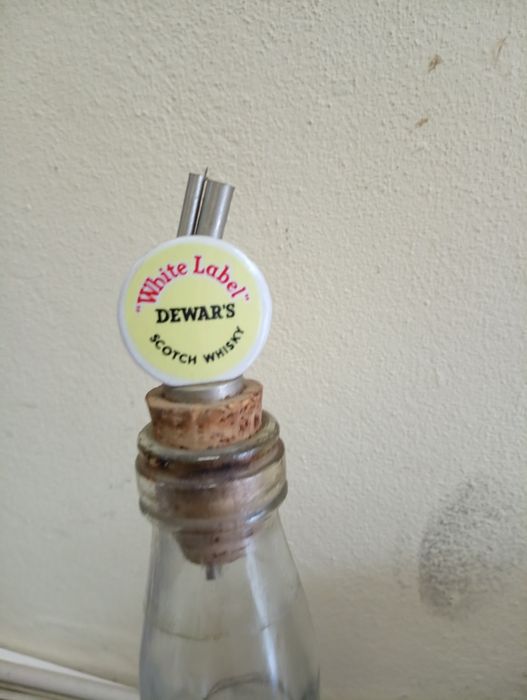 "White Label"
DEWAR'S
SCOTCH WHISKY